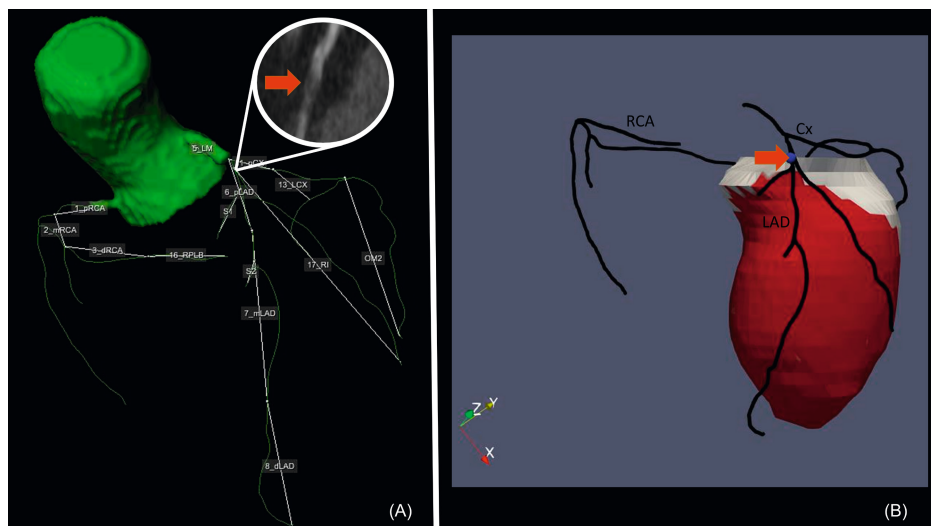 5_LM
11_pCX
13_LCX
6_pLAD
S1
1_pRCA
2_mRCA
3_dRCA
16_RPLB
S2
17_RI
OM2
7_mLAD
8_dLAD
(A)
RCA
Cx
LAD
Z
Y
X
(B)